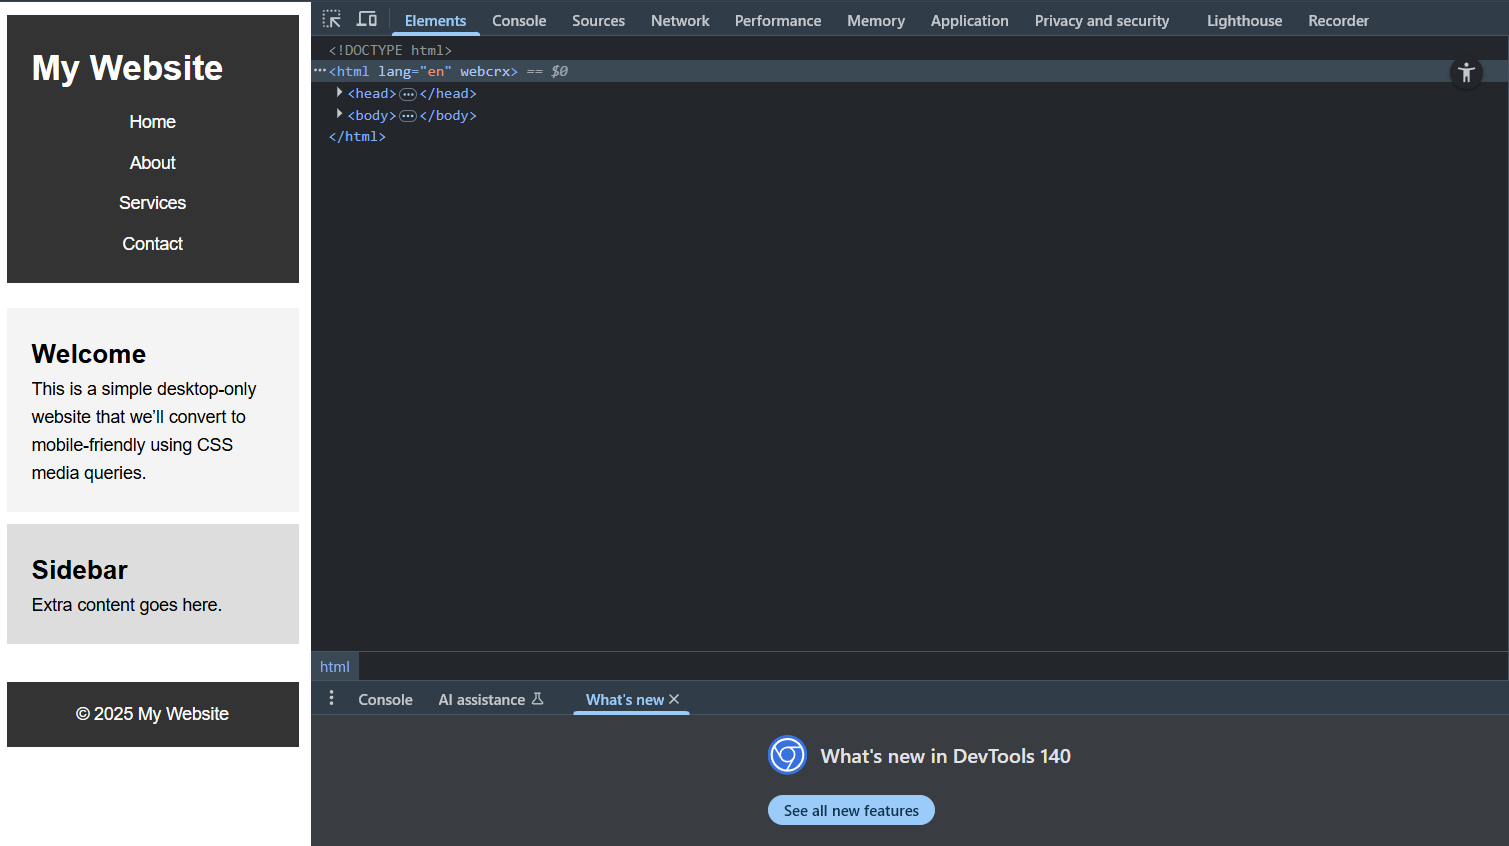 My Website
Home
About
Services
Contact
Welcome
This is a simple desktop-only
website that we’ll convert to
mobile-friendly using CSS
media queries.
Sidebar
Extra content goes here.
© 2025 My Website
Elements Console Sources Network Performance Memory Application Privacy and security Lighthouse Recorder
<!DOCTYPE html>
<html lang="en" webcrx> == $0
<head> </head>
<body> </body>
</html>
html
Console AI assistance What's new
What's new in DevTools 140
See all new features